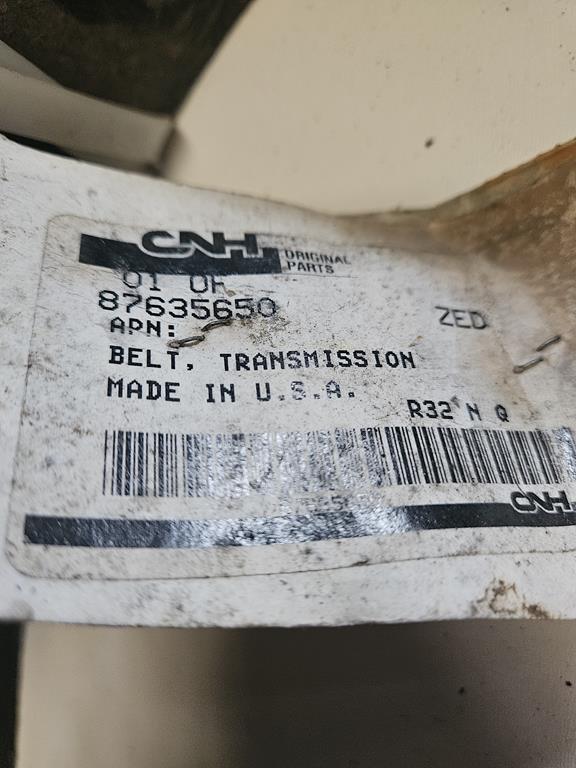 CNH
ORIGINAL
PARTS
01 OF
87635650
ZED
APN:
BELT, TRANSMISSION
MADE IN U.S.A.
R32 N Q
CNH